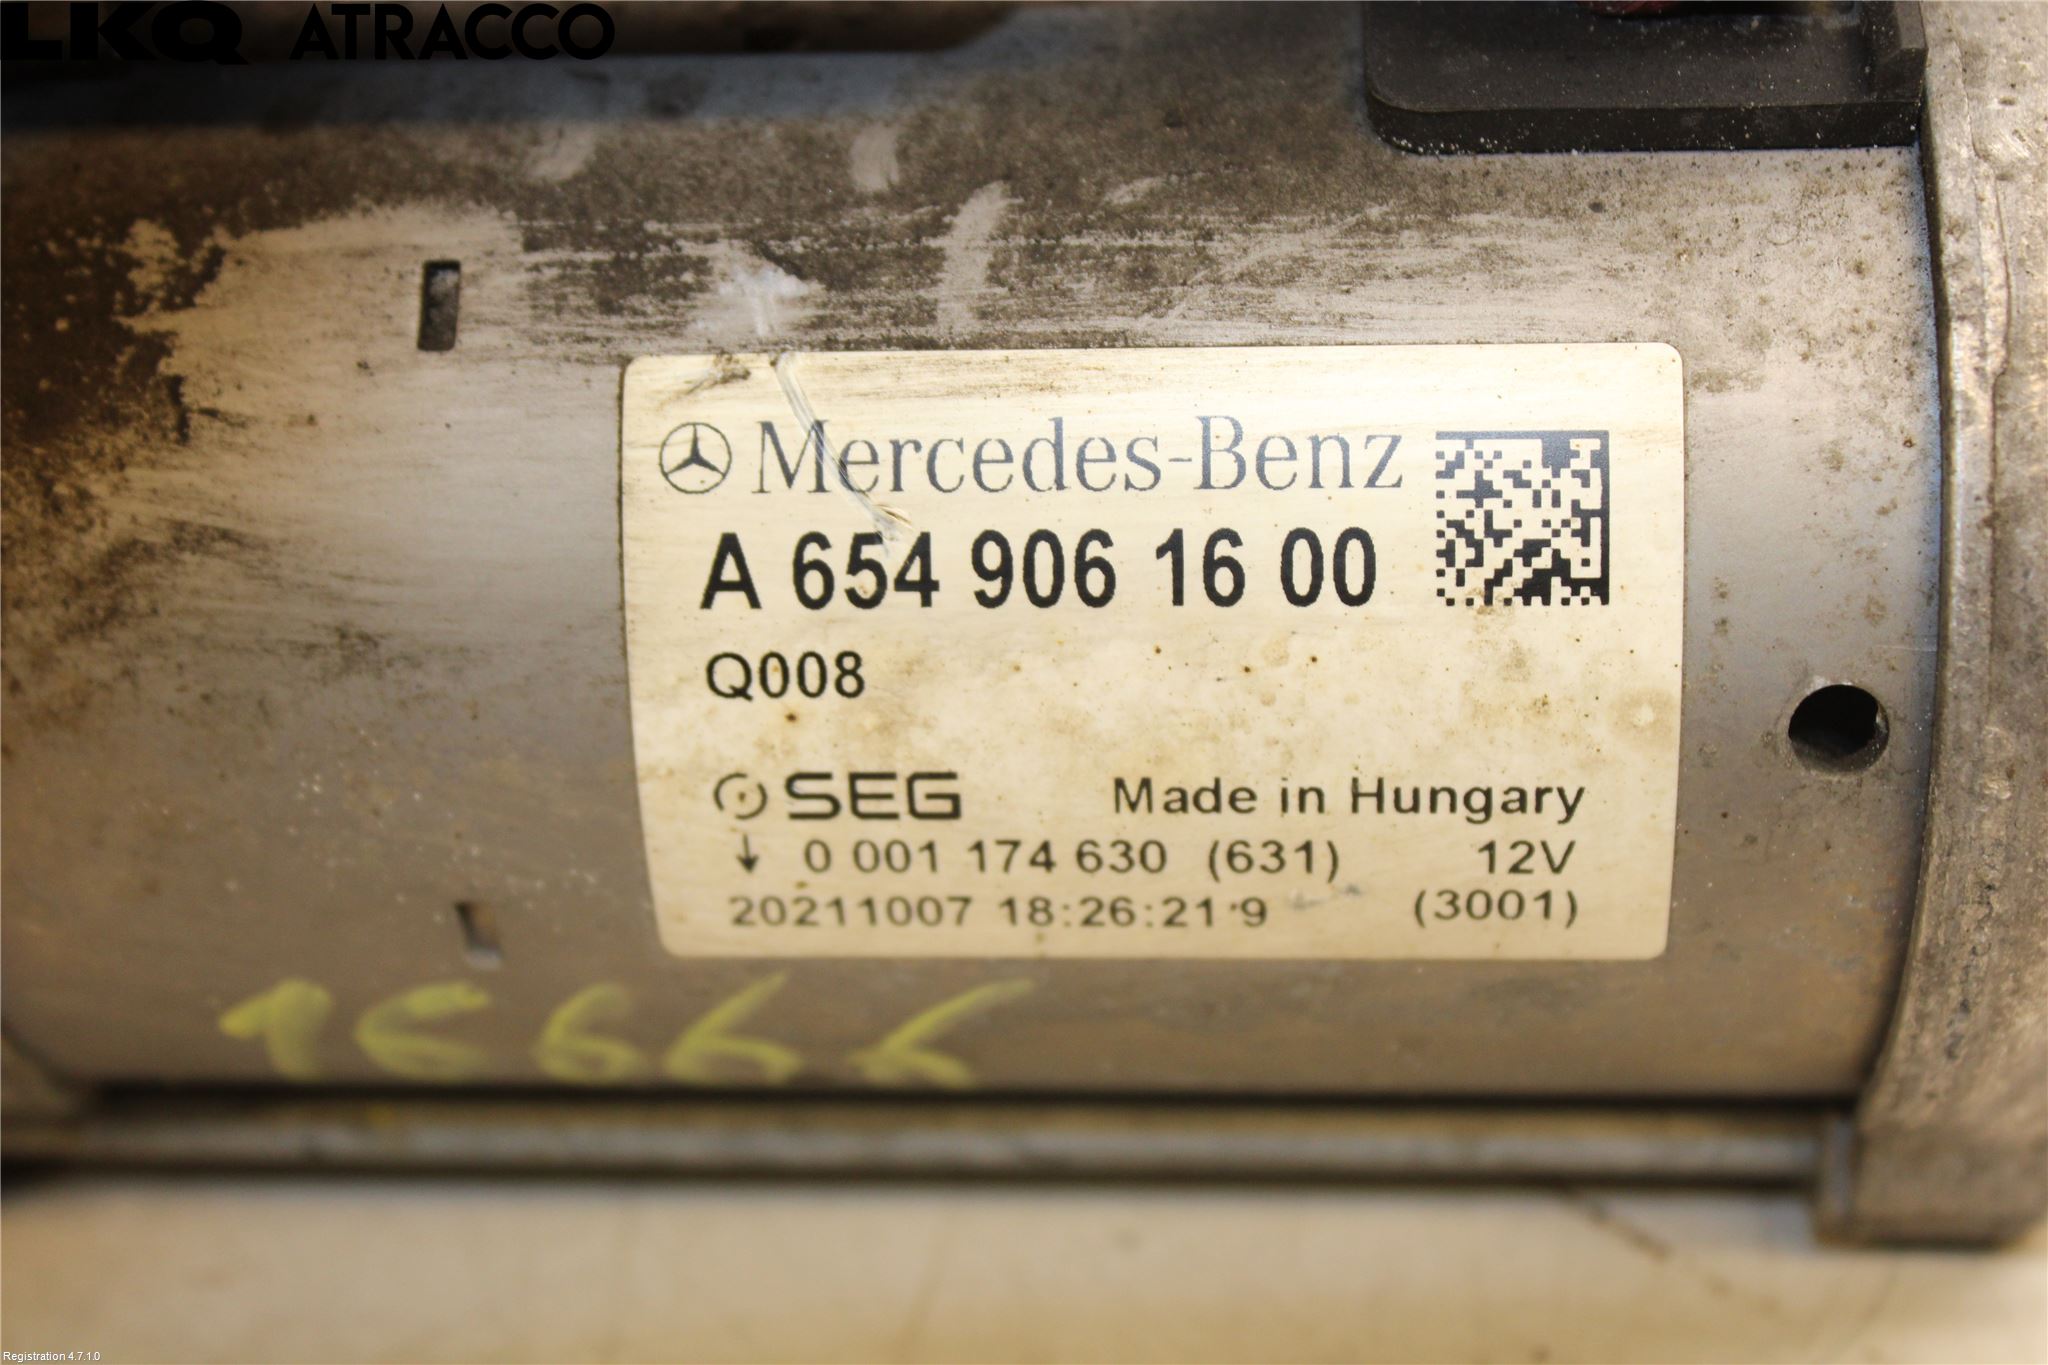 LKQ ATRACCO
Mercedes-Benz
A 654 906 16 00
Q008
SEG Made in Hungary
↓ 0 001 174 630 (631) 12V
20211007 18:26:21 9 (3001)
Registration 4.7.1.0